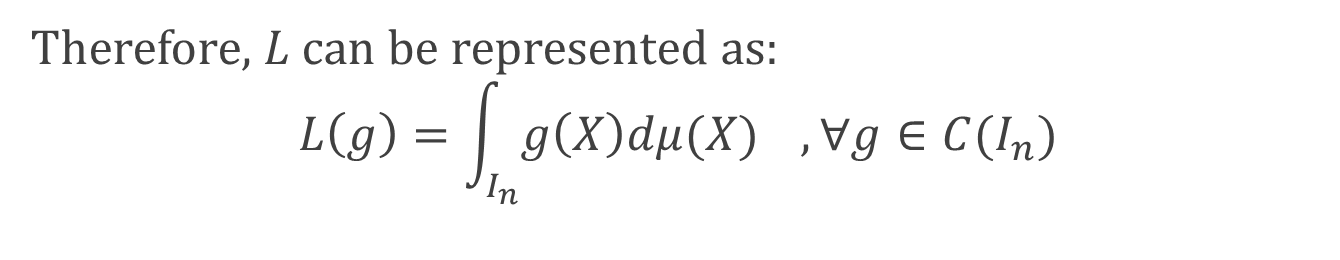 Therefore, L can be represented as:
L(g) = ∫_{I_n} g(X)dμ(X) , ∀g ∈ C(I_n)